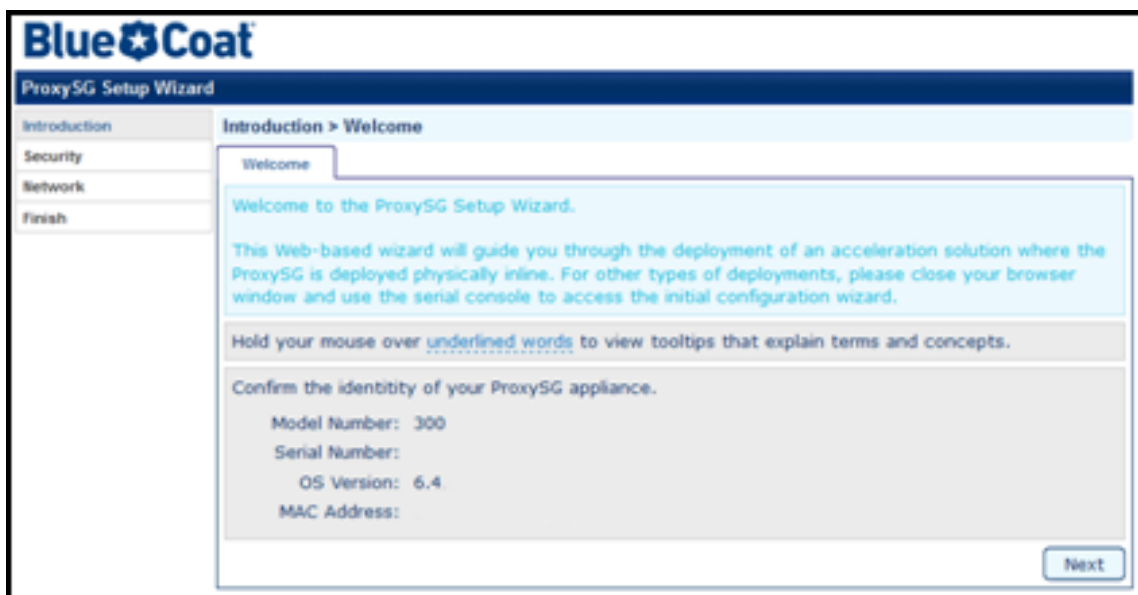 Blue Coat
ProxySG Setup Wizard
Introduction
Security
Network
Finish
Introduction > Welcome
Welcome
Welcome to the ProxySG Setup Wizard.
This Web-based wizard will guide you through the deployment of an acceleration solution where the
ProxySG is deployed physically inline. For other types of deployments, please close your browser
window and use the serial console to access the initial configuration wizard.
Hold your mouse over underlined words to view tooltips that explain terms and concepts.
Confirm the identitity of your ProxySG appliance.
Model Number: 300
Serial Number:
OS Version: 6.4
MAC Address:
Next